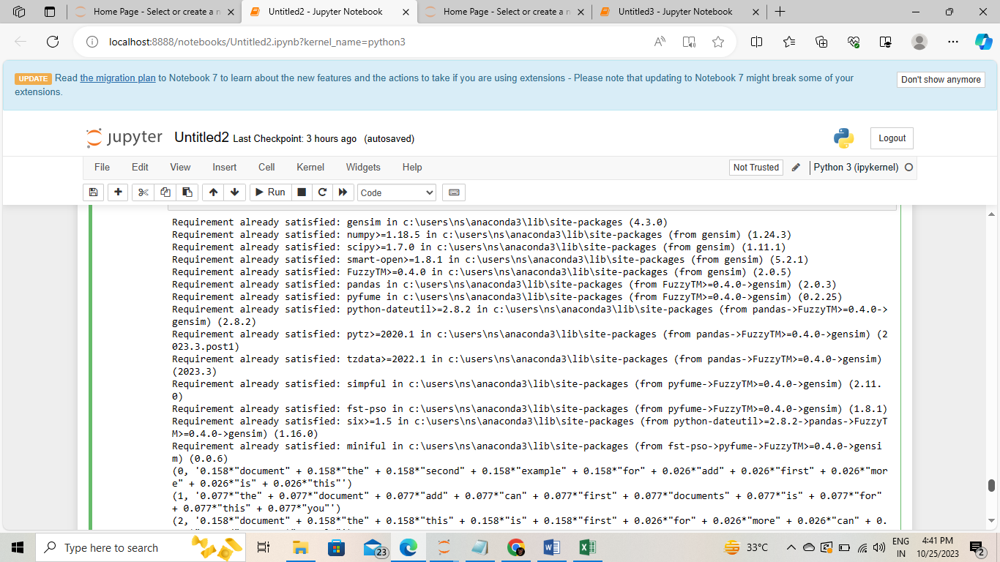 Home Page - Select or create a n
Untitled2 - Jupyter Notebook
Home Page - Select or create a n
Untitled3 - Jupyter Notebook
localhost:8888/notebooks/Untitled2.ipynb?kernel_name=python3
UPDATE Read the migration plan to Notebook 7 to learn about the new features and the actions to take if you are using extensions - Please note that updating to Notebook 7 might break some of your
extensions.
Don't show anymore
jupyter Untitled2 Last Checkpoint: 3 hours ago (autosaved)
Logout
File Edit View Insert Cell Kernel Widgets Help
Not Trusted
Python 3 (ipykernel)
Run
Code
Requirement already satisfied: gensim in c:\users\ns\anaconda3\lib\site-packages (4.3.0)
Requirement already satisfied: numpy>=1.18.5 in c:\users\ns\anaconda3\lib\site-packages (from gensim) (1.24.3)
Requirement already satisfied: scipy>=1.7.0 in c:\users\ns\anaconda3\lib\site-packages (from gensim) (1.11.1)
Requirement already satisfied: smart-open>=1.8.1 in c:\users\ns\anaconda3\lib\site-packages (from gensim) (5.2.1)
Requirement already satisfied: FuzzyTM>=0.4.0 in c:\users\ns\anaconda3\lib\site-packages (from gensim) (2.0.5)
Requirement already satisfied: pandas in c:\users\ns\anaconda3\lib\site-packages (from FuzzyTM>=0.4.0->gensim) (2.0.3)
Requirement already satisfied: pyfume in c:\users\ns\anaconda3\lib\site-packages (from FuzzyTM>=0.4.0->gensim) (0.2.25)
Requirement already satisfied: python-dateutil>=2.8.2 in c:\users\ns\anaconda3\lib\site-packages (from pandas->FuzzyTM>=0.4.0->
gensim) (2.8.2)
Requirement already satisfied: pytz>=2020.1 in c:\users\ns\anaconda3\lib\site-packages (from pandas->FuzzyTM>=0.4.0->gensim) (2
023.3.post1)
Requirement already satisfied: tzdata>=2022.1 in c:\users\ns\anaconda3\lib\site-packages (from pandas->FuzzyTM>=0.4.0->gensim)
(2023.3)
Requirement already satisfied: simpful in c:\users\ns\anaconda3\lib\site-packages (from pyfume->FuzzyTM>=0.4.0->gensim) (2.11.
0)
Requirement already satisfied: fst-pso in c:\users\ns\anaconda3\lib\site-packages (from pyfume->FuzzyTM>=0.4.0->gensim) (1.8.1)
Requirement already satisfied: six>=1.5 in c:\users\ns\anaconda3\lib\site-packages (from python-dateutil>=2.8.2->pandas->FuzzyT
M>=0.4.0->gensim) (1.16.0)
Requirement already satisfied: miniful in c:\users\ns\anaconda3\lib\site-packages (from fst-pso->pyfume->FuzzyTM>=0.4.0->gensi
m) (0.0.6)
(0, '0.158*"document" + 0.158*"the" + 0.158*"second" + 0.158*"example" + 0.158*"for" + 0.026*"add" + 0.026*"first" + 0.026*"mor
e" + 0.026*"is" + 0.026*"this"')
(1, '0.077*"the" + 0.077*"document" + 0.077*"add" + 0.077*"can" + 0.077*"first" + 0.077*"documents" + 0.077*"is" + 0.077*"for"
+ 0.077*"this" + 0.077*"you"')
(2, '0.158*"document" + 0.158*"the" + 0.158*"this" + 0.158*"is" + 0.158*"first" + 0.026*"for" + 0.026*"more" + 0.026*"can" + 0.
Type here to search
23
33°C
ENG
IN
4:41 PM
10/25/2023
2